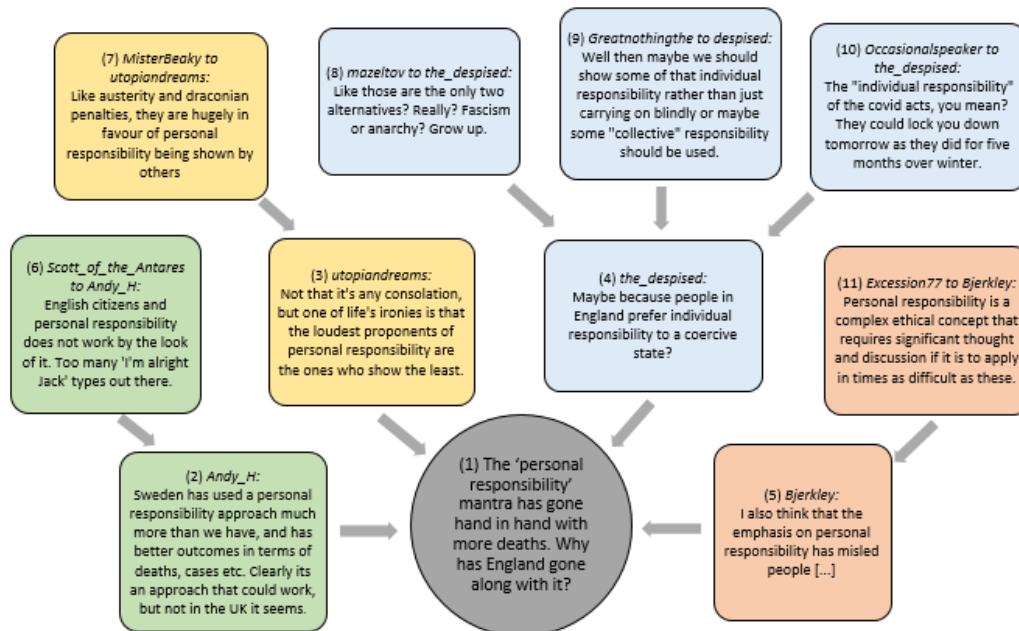 (7) MisterBeaky to
utopiandreams:
Like austerity and draconian
penalties, they are hugely in
favour of personal
responsibility being shown by
others
(8) mazeltov to the_despised:
Like those are the only two
alternatives? Really? Fascism
or anarchy? Grow up.
(9) Greatnothingthe to despised:
Well then maybe we should
show some of that individual
responsibility rather than just
carrying on blindly or maybe
some "collective" responsibility
should be used.
(10) Occasionalspeaker to
the_despised:
The "individual responsibility"
of the covid acts, you mean?
They could lock you down
tomorrow as they did for five
months over winter.
(6) Scott_of_the_Antares
to Andy_H:
English citizens and
personal responsibility
does not work by the look
of it. Too many 'I'm alright
Jack' types out there.
(3) utopiandreams:
Not that it's any consolation,
but one of life's ironies is that
the loudest proponents of
personal responsibility are
the ones who show the least.
(4) the_despised:
Maybe because people in
England prefer individual
responsibility to a coercive
state?
(11) Excession77 to Bjerkley:
Personal responsibility is a
complex ethical concept that
requires significant thought
and discussion if it is to apply
in times as difficult as these.
(2) Andy_H:
Sweden has used a personal
responsibility approach much
more than we have, and has
better outcomes in terms of
deaths, cases etc. Clearly its
an approach that could work,
but not in the UK it seems.
(1) The ‘personal
responsibility’
mantra has gone
hand in hand with
more deaths. Why
has England gone
along with it?
(5) Bjerkley:
I also think that the
emphasis on personal
responsibility has misled
people [...]